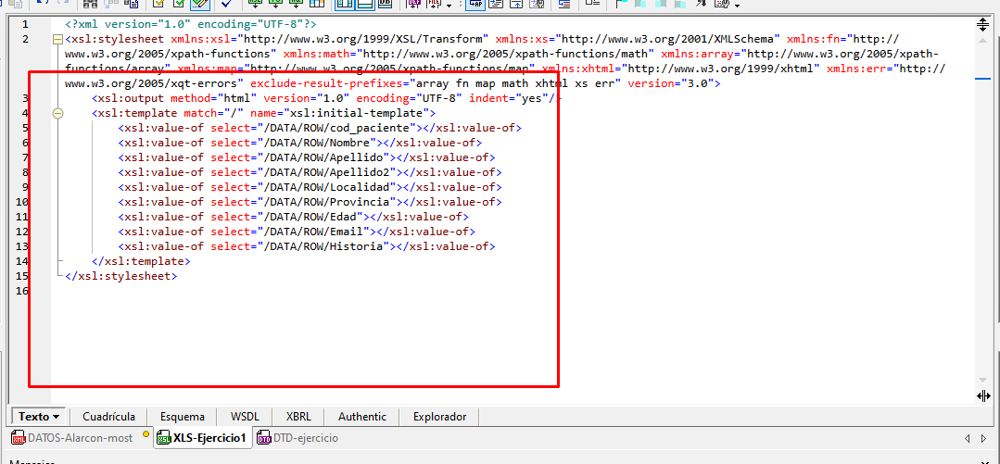 1 <?xml version="1.0" encoding="UTF-8"?>
2 <xsl:stylesheet xmlns:xsl="http://www.w3.org/1999/XSL/Transform" xmlns:xs="http://www.w3.org/2001/XMLSchema" xmlns:fn="http://
www.w3.org/2005/xpath-functions" xmlns:math="http://www.w3.org/2005/xpath-functions/math" xmlns:array="http://www.w3.org/2005/xpath-
functions/array" xmlns:map="http://www.w3.org/2005/xpath-functions/map" xmlns:xhtml="http://www.w3.org/1999/xhtml" xmlns:err="http://
www.w3.org/2005/xqt-errors" exclude-result-prefixes="array fn map math xhtml xs err" version="3.0">
3 <xsl:output method="html" version="1.0" encoding="UTF-8" indent="yes"/>
4 <xsl:template match="/" name="xsl:initial-template">
5 <xsl:value-of select="/DATA/ROW/cod_paciente"></xsl:value-of>
6 <xsl:value-of select="/DATA/ROW/Nombre"></xsl:value-of>
7 <xsl:value-of select="/DATA/ROW/Apellido"></xsl:value-of>
8 <xsl:value-of select="/DATA/ROW/Apellido2"></xsl:value-of>
9 <xsl:value-of select="/DATA/ROW/Localidad"></xsl:value-of>
10 <xsl:value-of select="/DATA/ROW/Provincia"></xsl:value-of>
11 <xsl:value-of select="/DATA/ROW/Edad"></xsl:value-of>
12 <xsl:value-of select="/DATA/ROW/Email"></xsl:value-of>
13 <xsl:value-of select="/DATA/ROW/Historia"></xsl:value-of>
14 </xsl:template>
15 </xsl:stylesheet>
16
Texto Cuadrícula Esquema WSDL XBRL Authentic Explorador
DATOS-Alarcon-most XLS-Ejercicio1 DTD-ejercicio